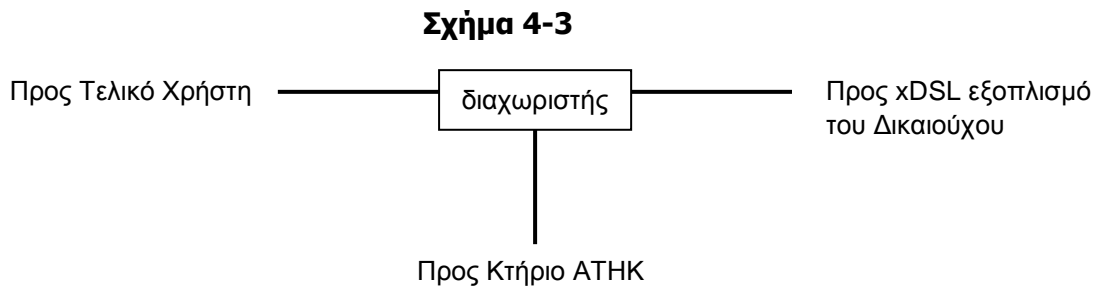 Σχήμα 4-3
Προς Τελικό Χρήστη
διαχωριστής
Προς xDSL εξοπλισμό
του Δικαιούχου
Προς Κτήριο ΑΤΗΚ